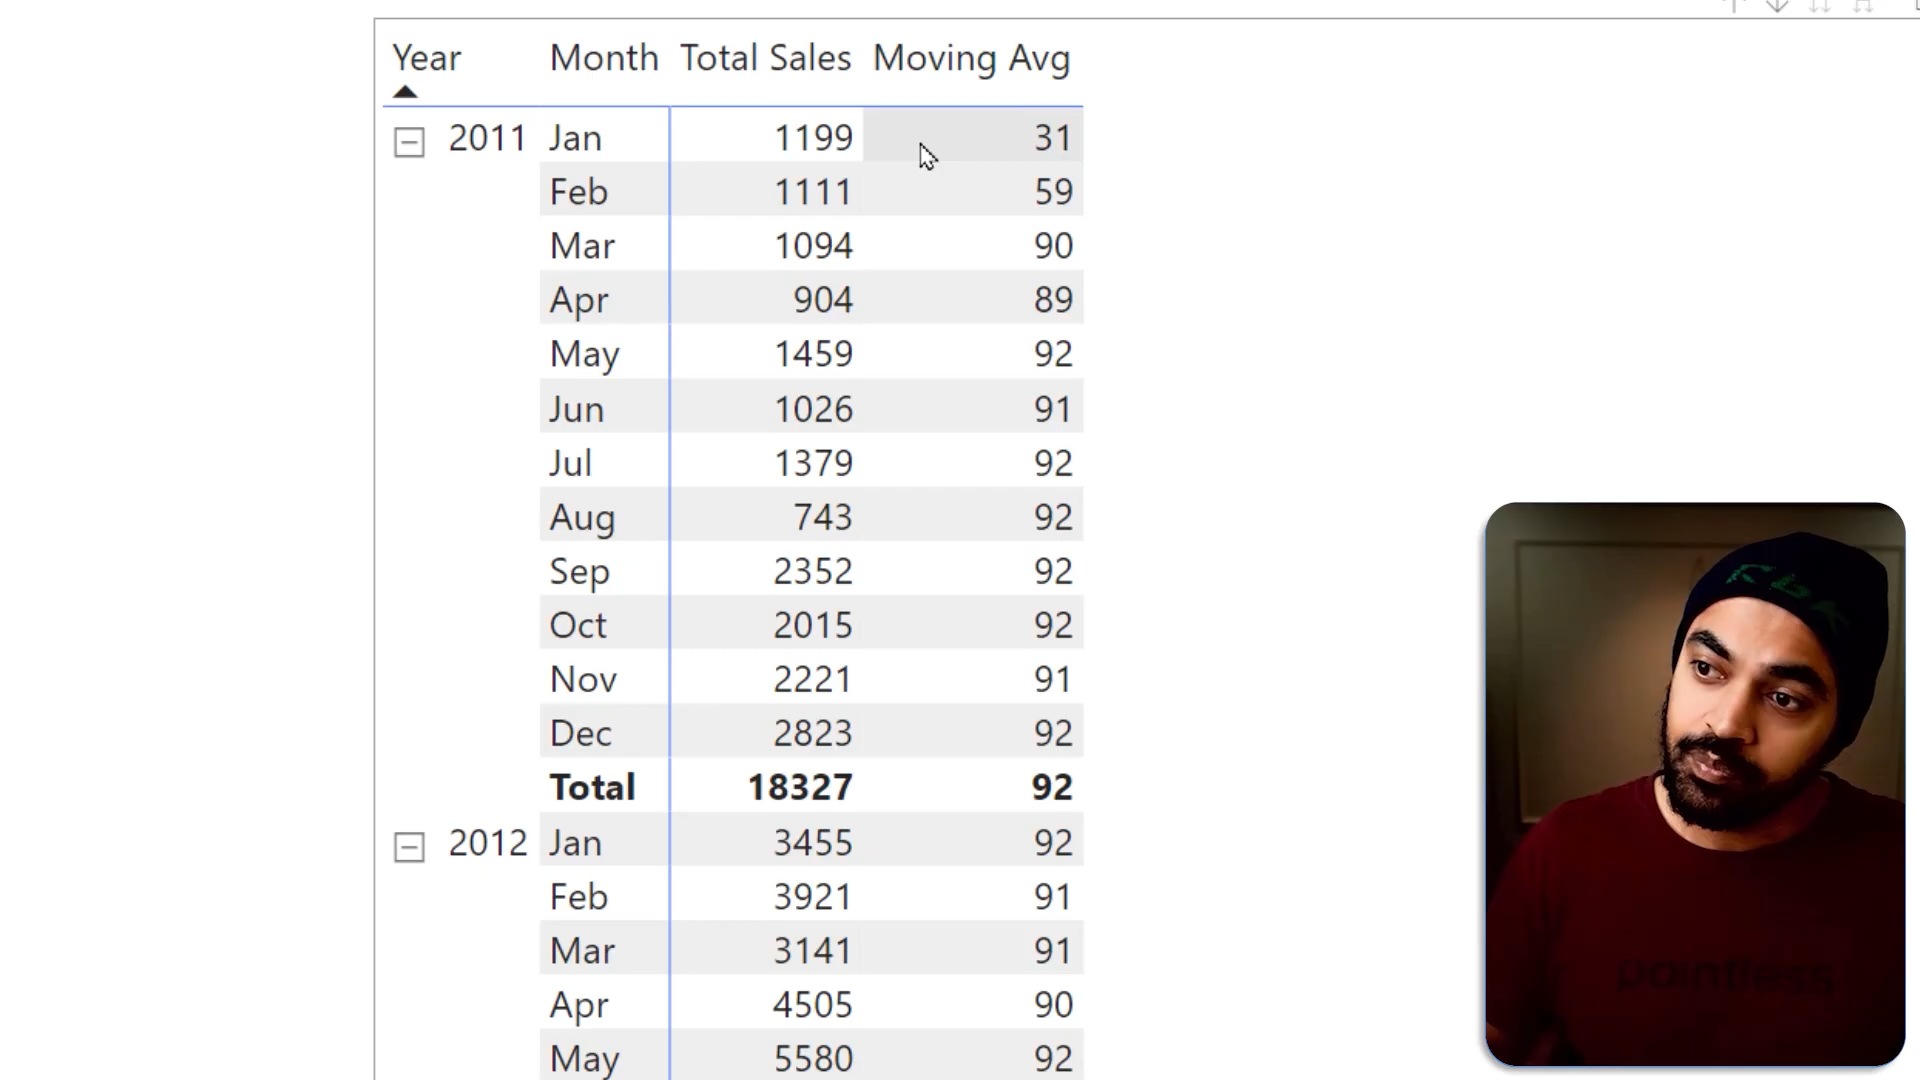 Year Month Total Sales Moving Avg
2011 Jan 1199 31
Feb 1111 59
Mar 1094 90
Apr 904 89
May 1459 92
Jun 1026 91
Jul 1379 92
Aug 743 92
Sep 2352 92
Oct 2015 92
Nov 2221 91
Dec 2823 92
Total 18327 92
2012 Jan 3455 92
Feb 3921 91
Mar 3141 91
Apr 4505 90
May 5580 92
pointless